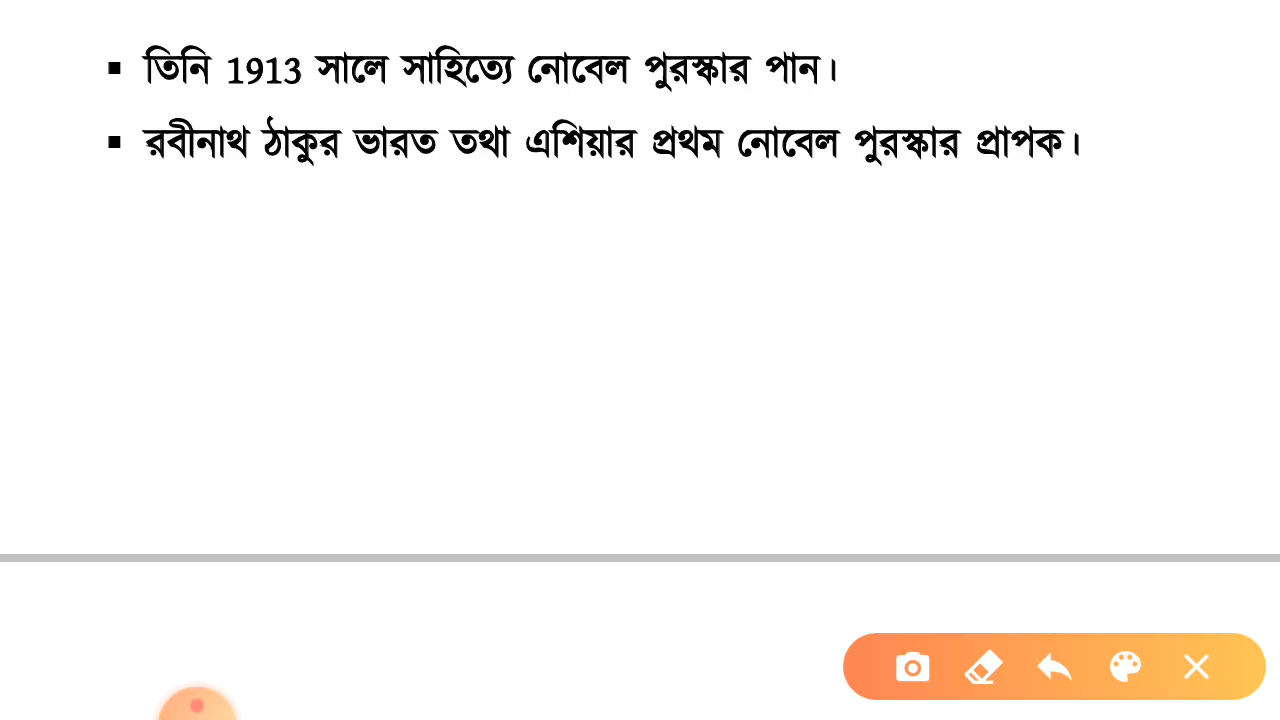 ▪ তিনি 1913 সালে সাহিত্যে নোবেল পুরস্কার পান।
▪ রবীনাথ ঠাকুর ভারত তথা এশিয়ার প্রথম নোবেল পুরস্কার প্রাপক।